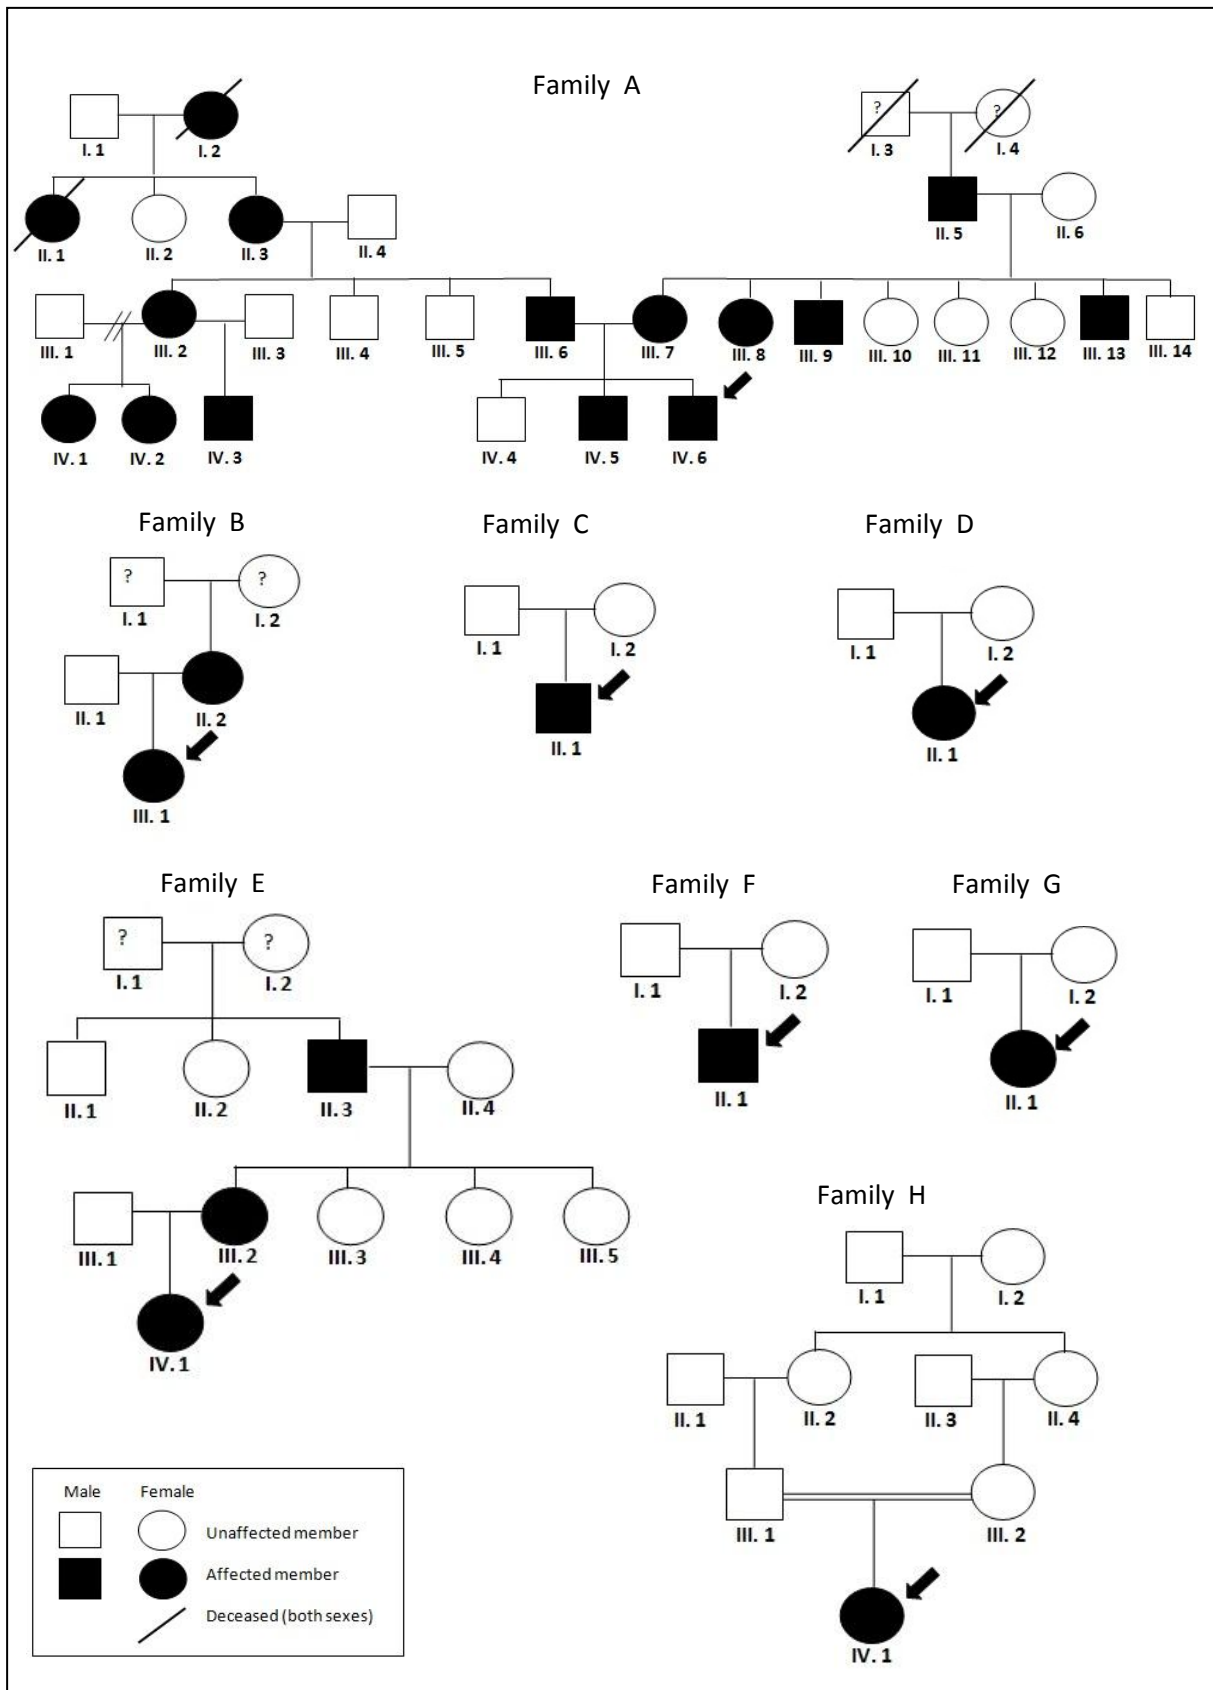 Family A
? ?
I. 1 I. 2 I. 3 I. 4
II. 1 II. 2 II. 3 II. 4 II. 5 II. 6
III. 1 III. 2 III. 3 III. 4 III. 5 III. 6 III. 7 III. 8 III. 9 III. 10 III. 11 III. 12 III. 13 III. 14
IV. 1 IV. 2 IV. 3 IV. 4 IV. 5 IV. 6
Family B
? ?
I. 1 I. 2
II. 1 II. 2
III. 1
Family C
I. 1 I. 2
II. 1
Family D
I. 1 I. 2
II. 1
Family E
? ?
I. 1 I. 2
II. 1 II. 2 II. 3 II. 4
III. 1 III. 2 III. 3 III. 4 III. 5
IV. 1
Family F
I. 1 I. 2
II. 1
Family G
I. 1 I. 2
II. 1
Family H
I. 1 I. 2
II. 1 II. 2 II. 3 II. 4
III. 1 III. 2
IV. 1
Male Female
Unaffected member
Affected member
Deceased (both sexes)